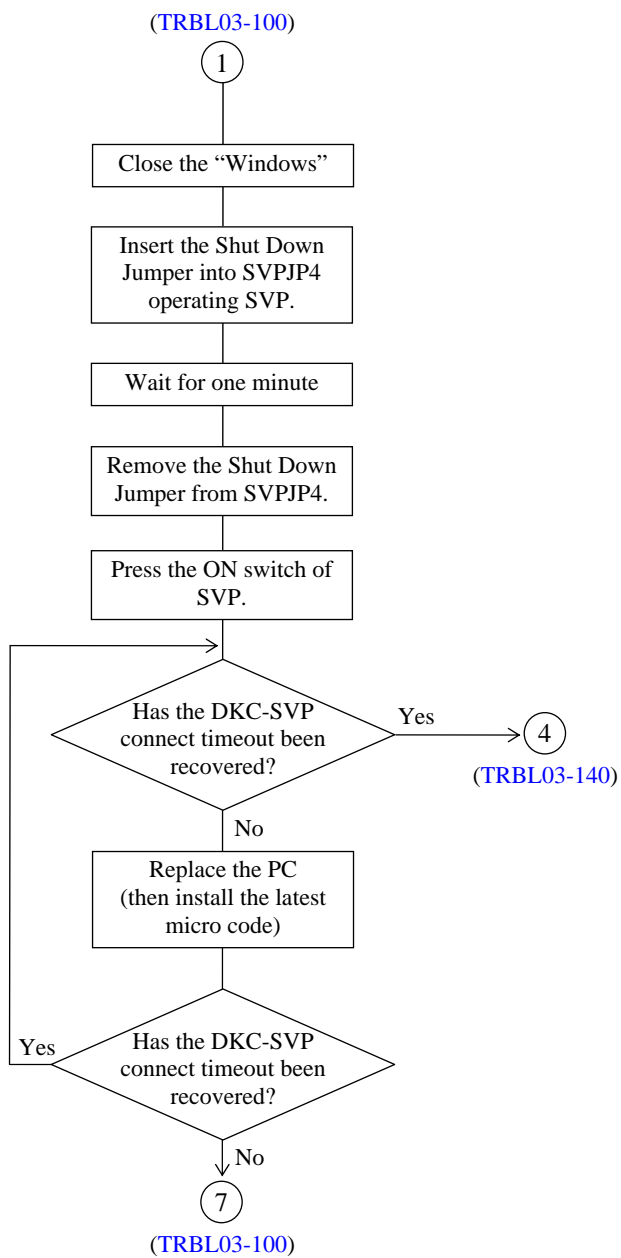 (TRBL03-100)
1
Close the “Windows”
Insert the Shut Down
Jumper into SVPJP4
operating SVP.
Wait for one minute
Remove the Shut Down
Jumper from SVPJP4.
Press the ON switch of
SVP.
Has the DKC-SVP
connect timeout been
recovered?
Yes
4
(TRBL03-140)
No
Replace the PC
(then install the latest
micro code)
Has the DKC-SVP
connect timeout been
recovered?
Yes
No
7
(TRBL03-100)